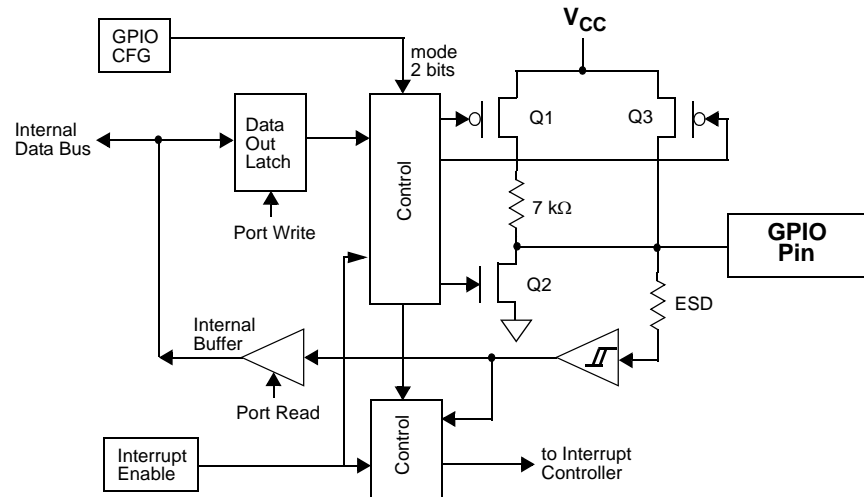 GPIO
CFG
mode
2 bits
VCC
Internal
Data Bus
Data
Out
Latch
Control
Q1
Q3
7 kΩ
Port Write
GPIO
Pin
Q2
ESD
Internal
Buffer
Port Read
Interrupt
Enable
Control
to Interrupt
Controller